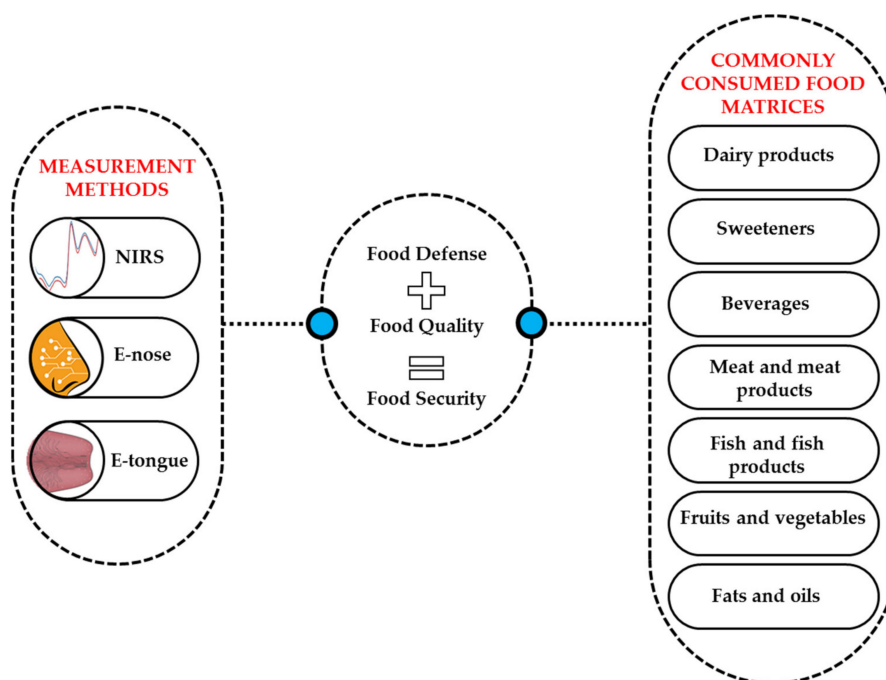 MEASUREMENT
METHODS
NIRS
E-nose
E-tongue
Food Defense
Food Quality
Food Security
COMMONLY
CONSUMED FOOD
MATRICES
Dairy products
Sweeteners
Beverages
Meat and meat
products
Fish and fish
products
Fruits and vegetables
Fats and oils